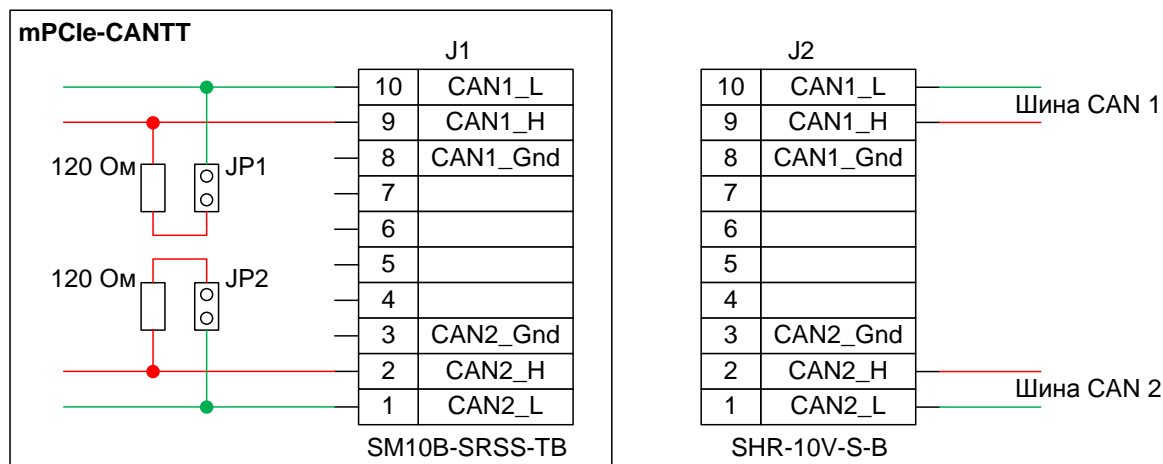 mPCIe-CANTT
J1
10 CAN1_L
9 CAN1_H
8 CAN1_Gnd
7
6
5
4
3 CAN2_Gnd
2 CAN2_H
1 CAN2_L
SM10B-SRSS-TB
120 Ом
JP1
120 Ом
JP2
J2
10 CAN1_L
9 CAN1_H
8 CAN1_Gnd
7
6
5
4
3 CAN2_Gnd
2 CAN2_H
1 CAN2_L
SHR-10V-S-B
Шина CAN 1
Шина CAN 2